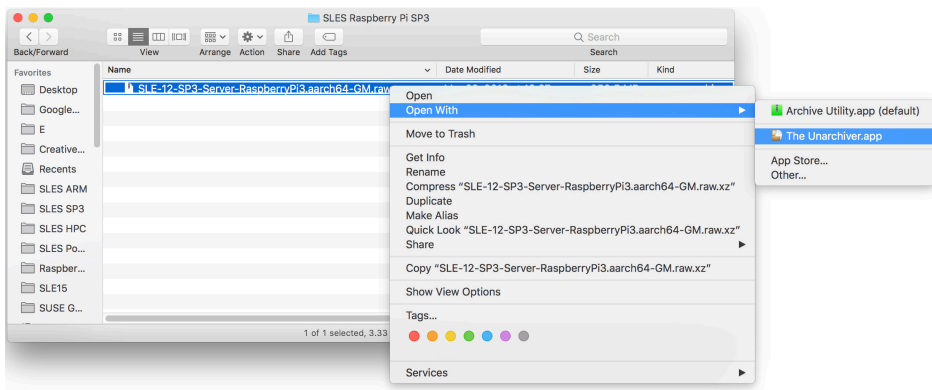 SLES Raspberry Pi SP3
Back/Forward
View
Arrange
Action
Share
Add Tags
Search
Search
Favorites
Desktop
Google...
E
Creative...
Recents
SLES ARM
SLES SP3
SLES HPC
SLES Po...
Raspber...
SLE15
SUSE G...
Name
Date Modified
Size
Kind
SLE-12-SP3-Server-RaspberryPi3.aarch64-GM.raw
1 of 1 selected, 3.33
Open
Open With
Move to Trash
Get Info
Rename
Compress “SLE-12-SP3-Server-RaspberryPi3.aarch64-GM.raw.xz”
Duplicate
Make Alias
Quick Look “SLE-12-SP3-Server-RaspberryPi3.aarch64-GM.raw.xz”
Share
Copy “SLE-12-SP3-Server-RaspberryPi3.aarch64-GM.raw.xz”
Show View Options
Tags...
Services
Archive Utility.app (default)
The Unarchiver.app
App Store...
Other...